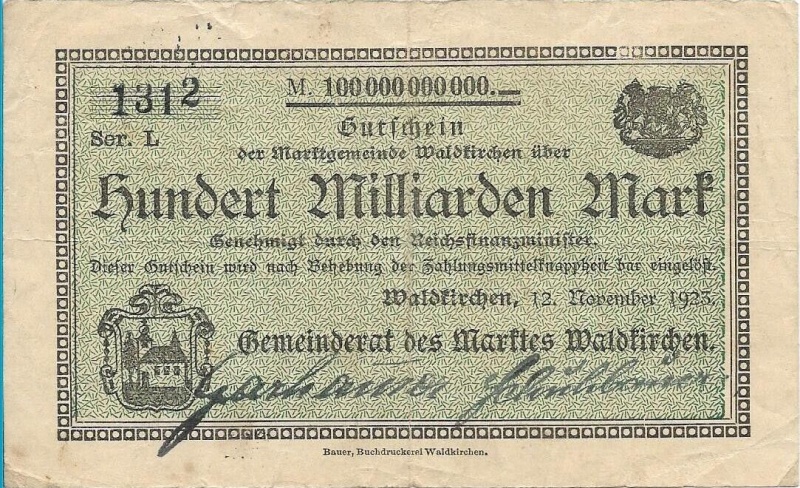 1312
M. 100 000 000 000.—
Ser. L
Gutschein
der Marktgemeinde Waldkirchen über
Hundert Milliarden Mark
Genehmigt durch den Reichsfinanzminister.
Dieser Gutschein wird nach Behebung der Zahlungsmittelknappheit bar eingelöst.
Waldkirchen, 12. November 1923.
Gemeinderat des Marktes Waldkirchen.
Bauer, Buchdruckerei Waldkirchen.